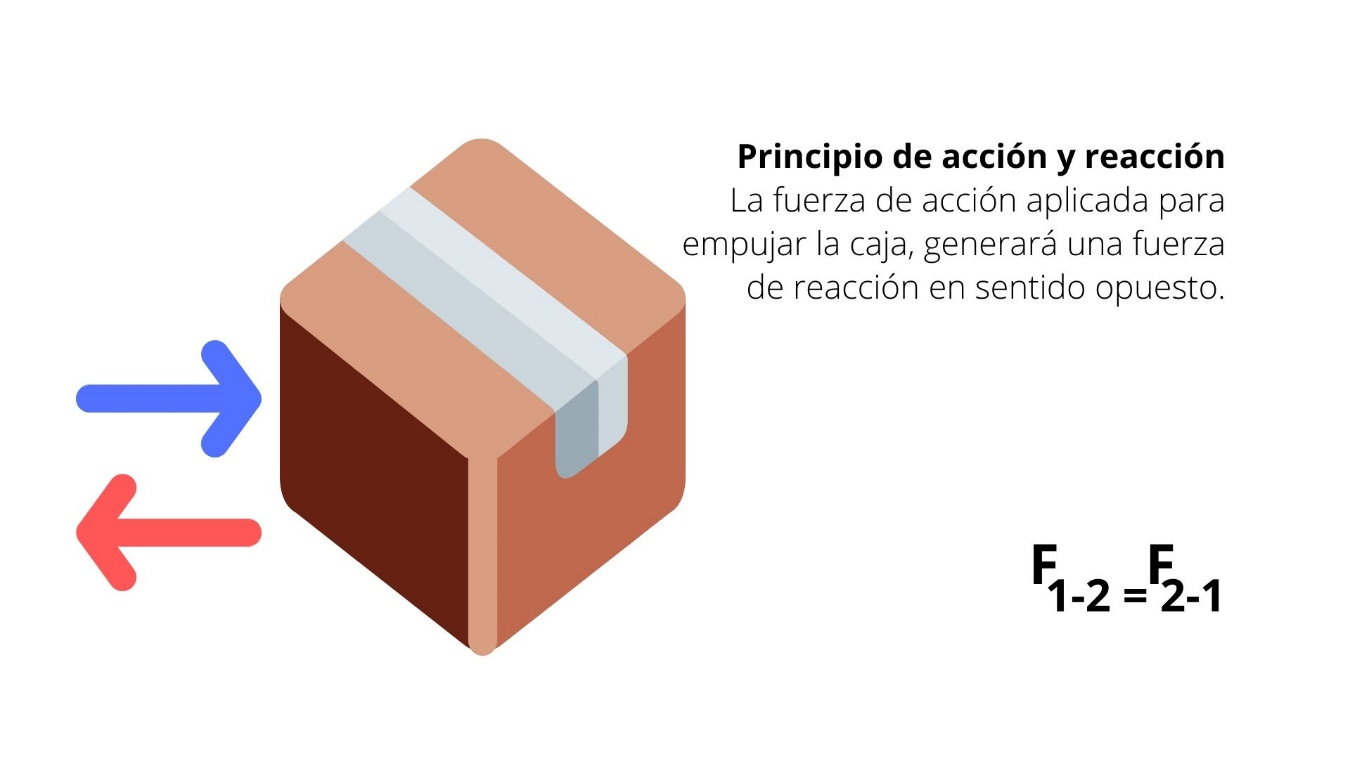 Principio de acción y reacción
La fuerza de acción aplicada para
empujar la caja, generará una fuerza
de reacción en sentido opuesto.
F1-2 = F2-1